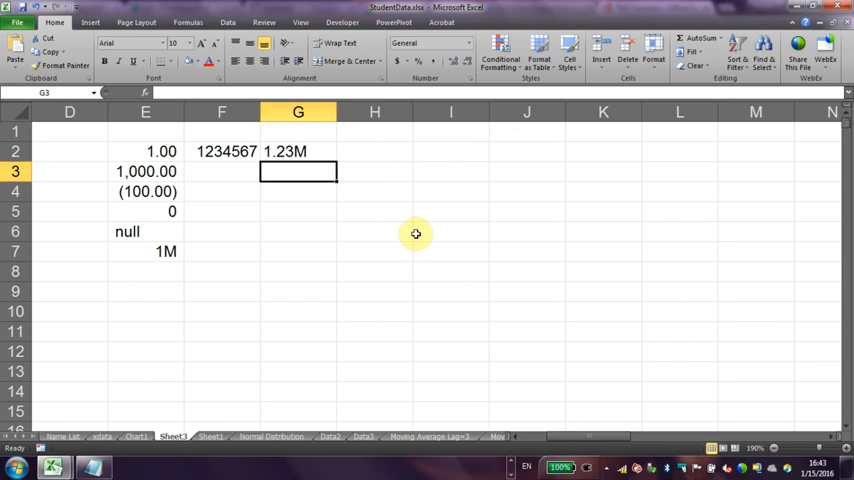 StudentData.xlsx - Microsoft Excel
File Home Insert Page Layout Formulas Data Review View Developer PowerPivot Acrobat
Paste
Cut
Copy
Format Painter
Clipboard
Arial 10
B I U
Font
Wrap Text
Merge & Center
Alignment
General
$ % ,
Number
Conditional Formatting
Format as Table
Cell Styles
Styles
Insert Delete Format
Cells
AutoSum
Fill
Clear
Sort & Filter
Find & Select
Editing
Share This File
WebEx
WebEx
G3 fx
D E F G H I J K L M N
1
2 1.00 1234567 1.23M
3 1,000.00
4 (100.00)
5 0
6 null
7 1M
8
9
10
11
12
13
14
15
16
Name List xdata Chart1 Sheet3 Sheet1 Normal Distribution Data2 Data3 Moving Average Lag=3 Mov
Ready 190%
EN 100% 16:43
1/15/2016